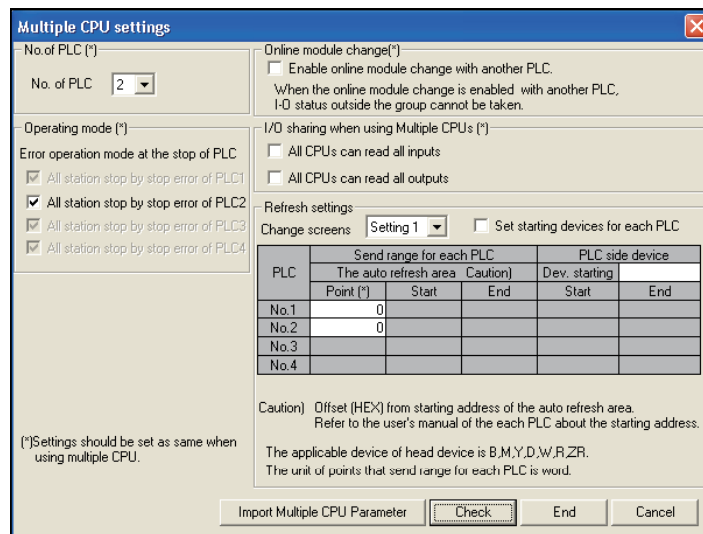 Multiple CPU settings
No.of PLC (*)
No. of PLC 2
Operating mode (*)
Error operation mode at the stop of PLC
All station stop by stop error of PLC1
All station stop by stop error of PLC2
All station stop by stop error of PLC3
All station stop by stop error of PLC4
(*)Settings should be set as same when
using multiple CPU.
Online module change(*)
Enable online module change with another PLC.
When the online module change is enabled with another PLC,
I-O status outside the group cannot be taken.
I/O sharing when using Multiple CPUs (*)
All CPUs can read all inputs
All CPUs can read all outputs
Refresh settings
Change screens Setting 1 Set starting devices for each PLC
PLC Send range for each PLC PLC side device
The auto refresh area Caution) Dev. starting
Point (*) Start End Start End
No.1 0
No.2 0
No.3
No.4
Caution) Offset (HEX) from starting address of the auto refresh area.
Refer to the user's manual of the each PLC about the starting address.
The applicable device of head device is B,M,Y,D,W,R,ZR.
The unit of points that send range for each PLC is word.
Import Multiple CPU Parameter Check End Cancel